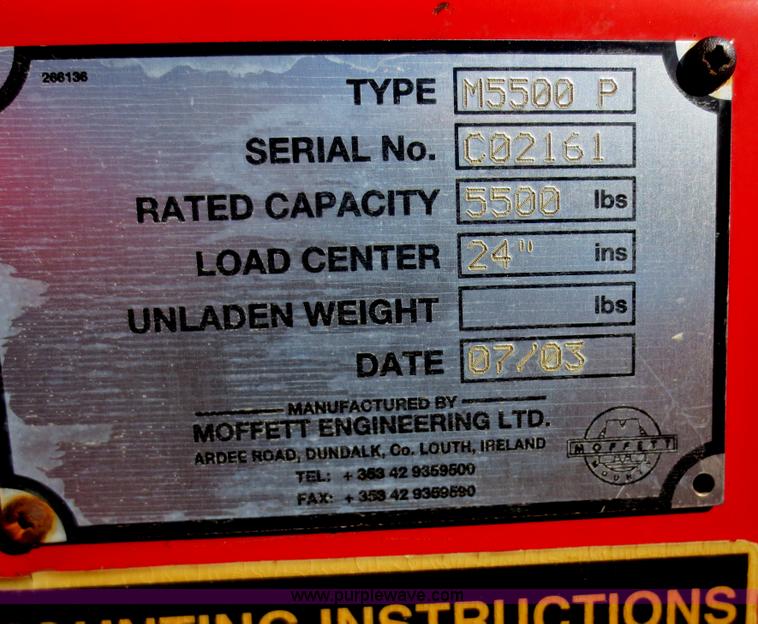 266136
TYPE M5500 P
SERIAL No. C02161
RATED CAPACITY 5500 lbs
LOAD CENTER 24" ins
UNLADEN WEIGHT lbs
DATE 07/03
MANUFACTURED BY
MOFFETT ENGINEERING LTD.
ARDEE ROAD, DUNDALK, Co. LOUTH, IRELAND
TEL: + 353 42 9359500
FAX: + 353 42 9359590
MOFFETT
MOUNTY
www.purplewave.com
OUNTING INSTRUCTIONS